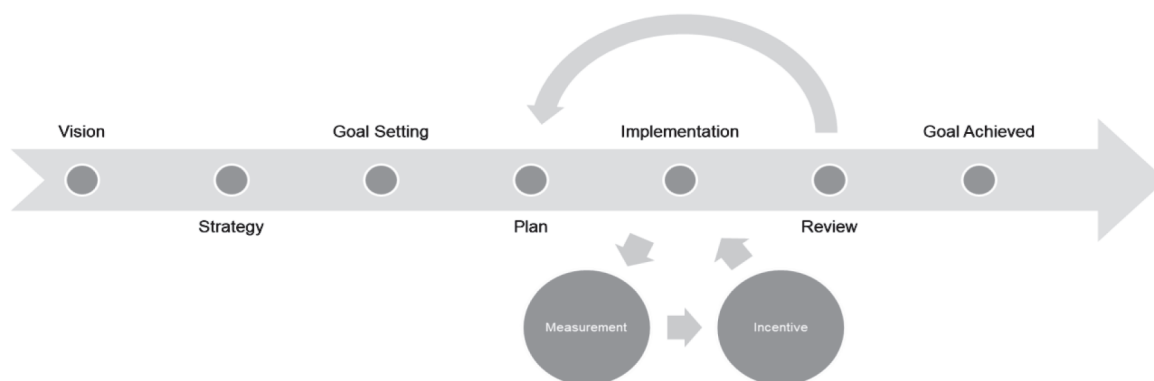 Vision
Goal Setting
Implementation
Goal Achieved
Strategy
Plan
Review
Measurement
Incentive